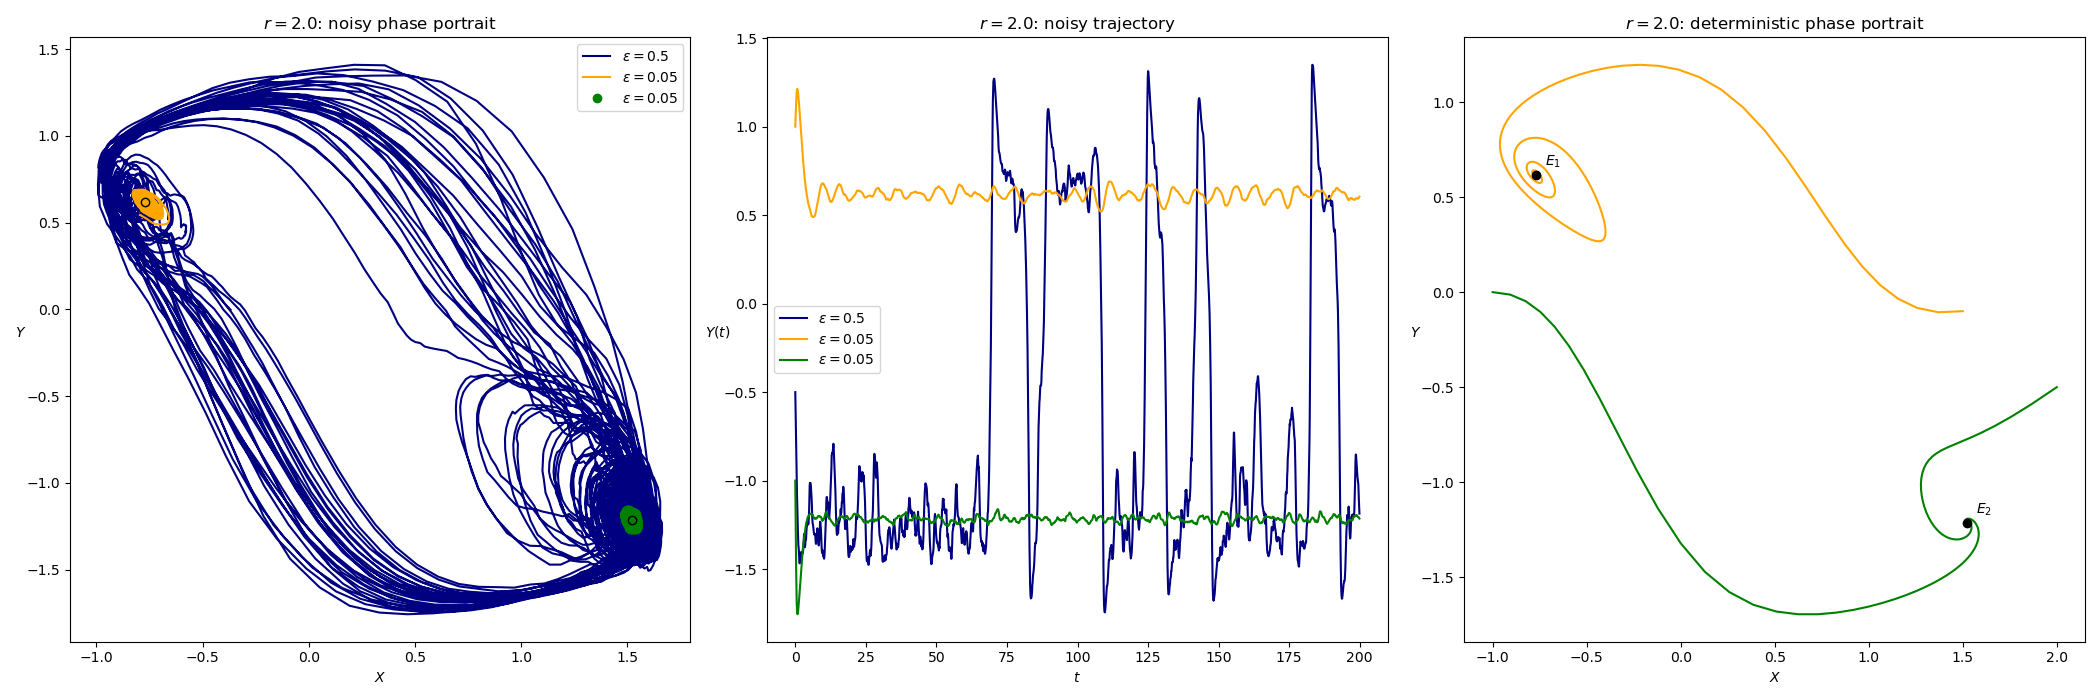 r = 2.0: noisy phase portrait
1.5
1.0
0.5
0.0
−0.5
−1.0
−1.5
Y
−1.0 −0.5 0.0 0.5 1.0 1.5
X
ε = 0.5
ε = 0.05
ε = 0.05
r = 2.0: noisy trajectory
1.5
1.0
0.5
0.0
−0.5
−1.0
−1.5
Y(t)
0 25 50 75 100 125 150 175 200
t
ε = 0.5
ε = 0.05
ε = 0.05
r = 2.0: deterministic phase portrait
1.0
0.5
0.0
−0.5
−1.0
−1.5
Y
−1.0 −0.5 0.0 0.5 1.0 1.5 2.0
X
E₁
E₂